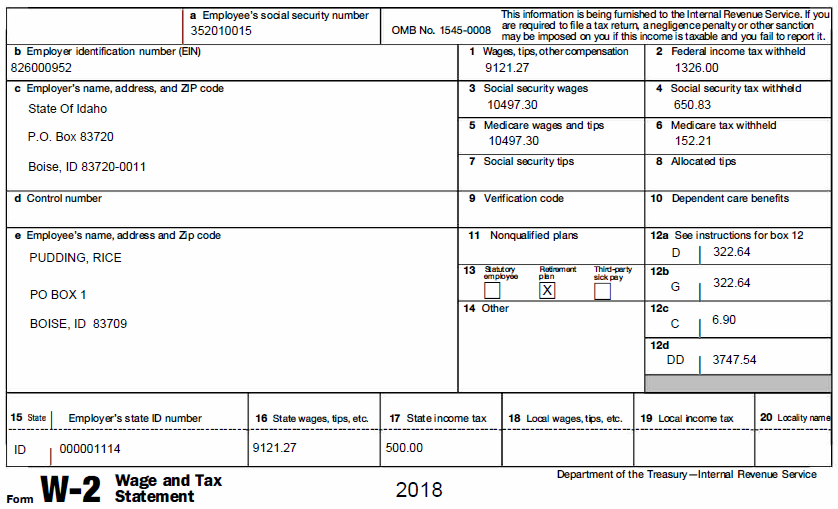 a Employee's social security number
352010015
OMB No. 1545-0008
This information is being furnished to the Internal Revenue Service. If you
are required to file a tax return, a negligence penalty or other sanction
may be imposed on you if this income is taxable and you fail to report it.
b Employer identification number (EIN)
826000952
1 Wages, tips, other compensation
9121.27
2 Federal income tax withheld
1326.00
c Employer's name, address, and ZIP code
State Of Idaho
P.O. Box 83720
Boise, ID 83720-0011
3 Social security wages
10497.30
4 Social security tax withheld
650.83
5 Medicare wages and tips
10497.30
6 Medicare tax withheld
152.21
7 Social security tips
8 Allocated tips
d Control number
9 Verification code
10 Dependent care benefits
e Employee's name, address and Zip code
PUDDING, RICE
PO BOX 1
BOISE, ID 83709
11 Nonqualified plans
12a See instructions for box 12
D 322.64
13 Statutory employee
Retirement plan
Third-party sick pay
X
12b
G 322.64
14 Other
12c
C 6.90
12d
DD 3747.54
15 State Employer's state ID number
16 State wages, tips, etc.
17 State income tax
18 Local wages, tips, etc.
19 Local income tax
20 Locality name
ID 000001114 9121.27 500.00
Form W-2 Wage and Tax
Statement
2018
Department of the Treasury—Internal Revenue Service